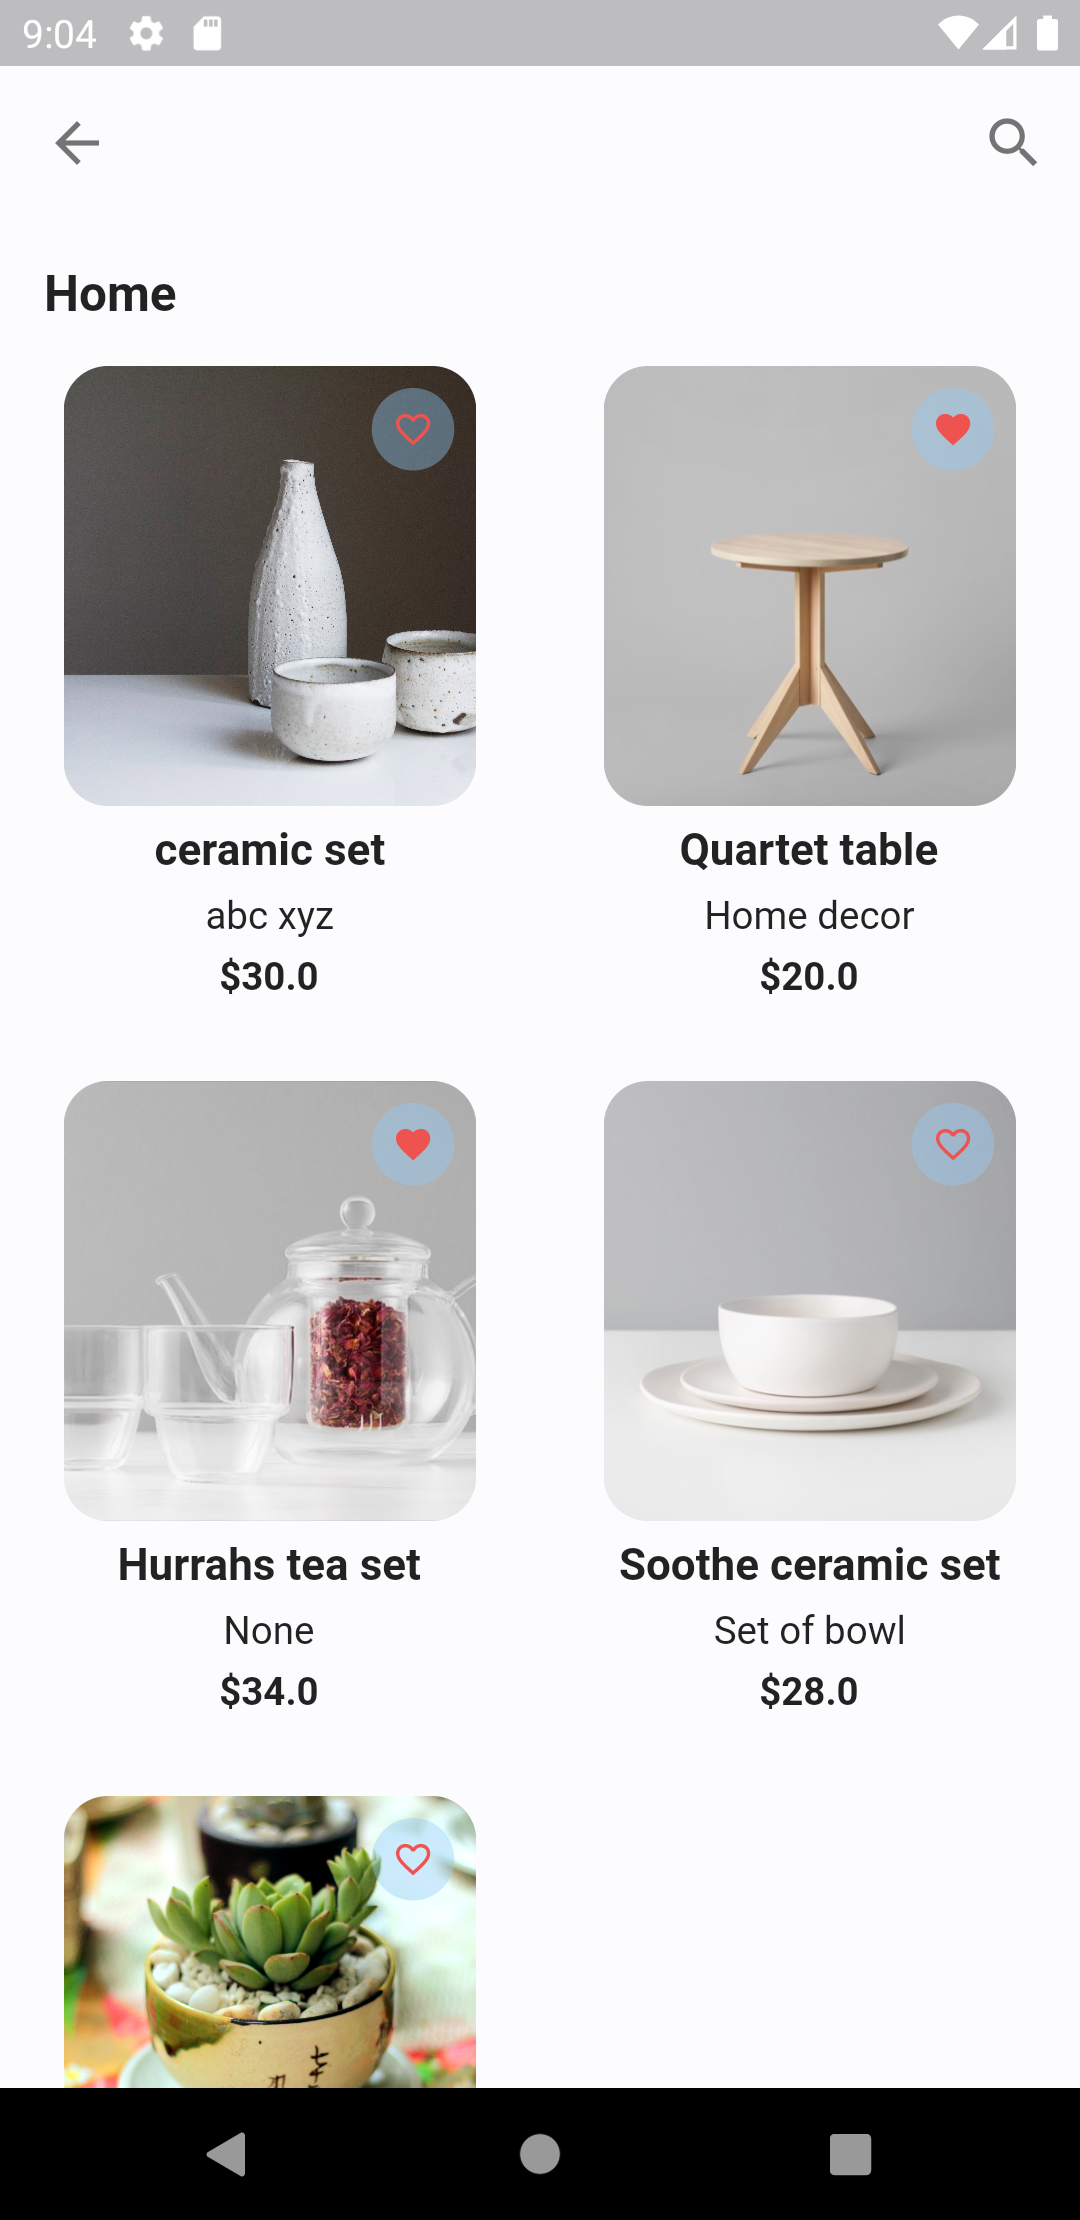 9:04
Home
ceramic set
abc xyz
$30.0
Quartet table
Home decor
$20.0
Hurrahs tea set
None
$34.0
Soothe ceramic set
Set of bowl
$28.0